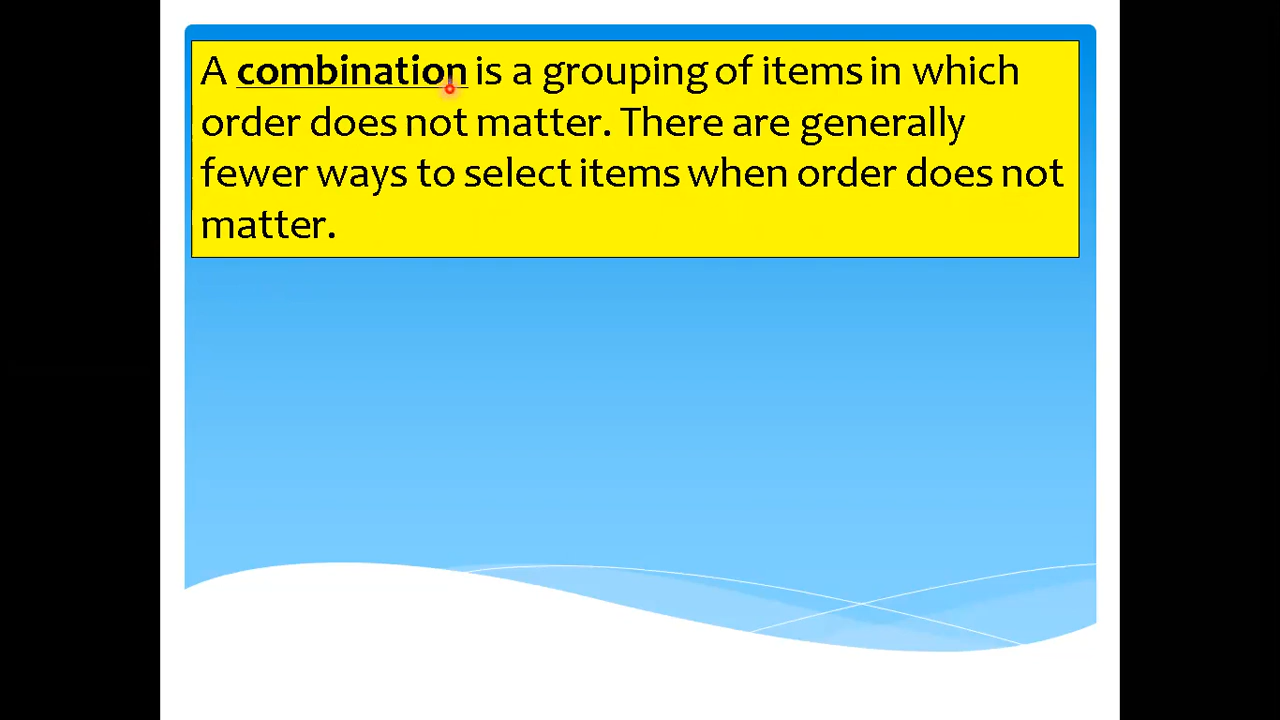 A combination is a grouping of items in which
order does not matter. There are generally
fewer ways to select items when order does not
matter.